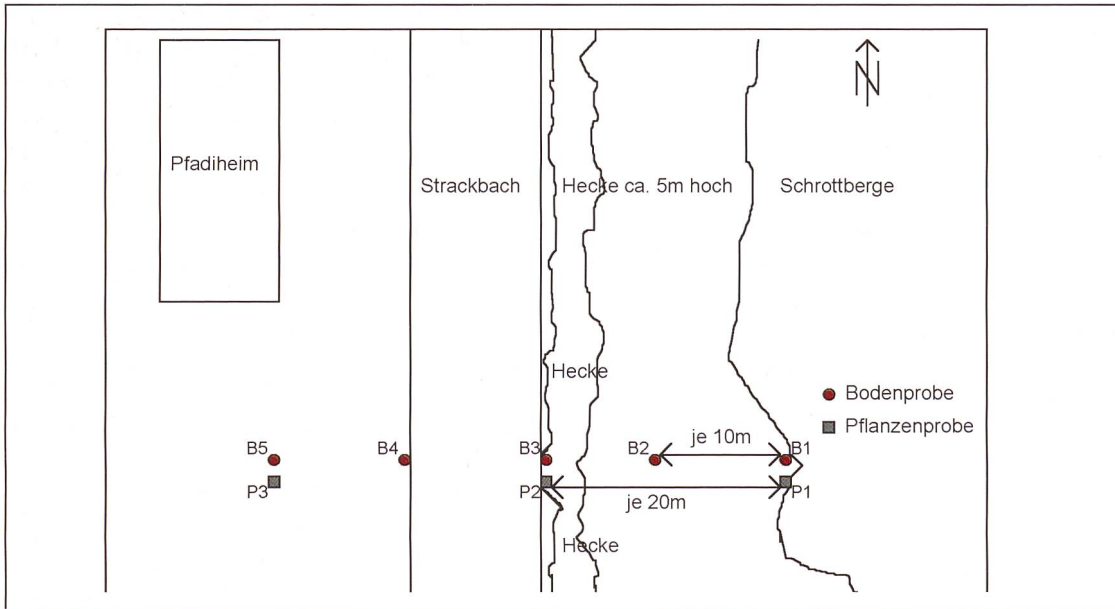 N
Pfadiheim
Strackbach
Hecke ca. 5m hoch
Schrottberge
Hecke
Bodenprobe
Pflanzenprobe
je 10m
B5
B4
B3
B2
B1
P3
P2
P1
je 20m
Hecke